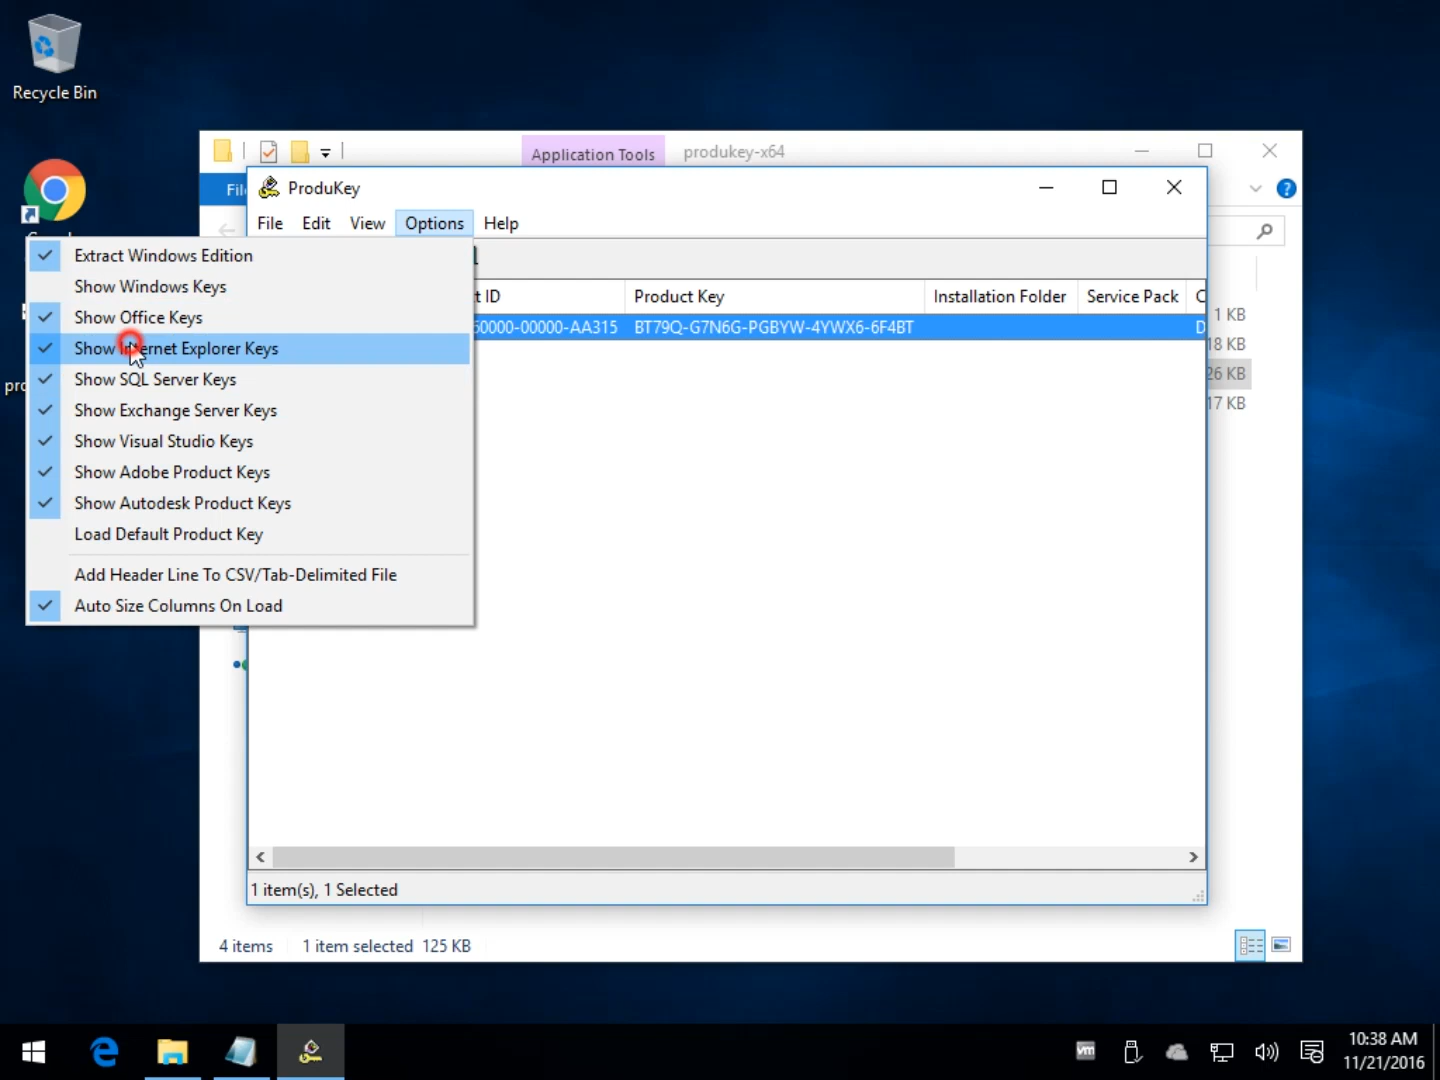 Recycle Bin
Application Tools
produkey-x64
ProduKey
File Edit View Options Help
Extract Windows Edition
Show Windows Keys
Show Office Keys
Show Internet Explorer Keys
Show SQL Server Keys
Show Exchange Server Keys
Show Visual Studio Keys
Show Adobe Product Keys
Show Autodesk Product Keys
Load Default Product Key
Add Header Line To CSV/Tab-Delimited File
Auto Size Columns On Load
t ID Product Key Installation Folder Service Pack C
60000-00000-AA315 BT79Q-G7N6G-PGBYW-4YWX6-6F4BT D
1 KB
18 KB
26 KB
17 KB
1 item(s), 1 Selected
4 items 1 item selected 125 KB
vm
10:38 AM
11/21/2016